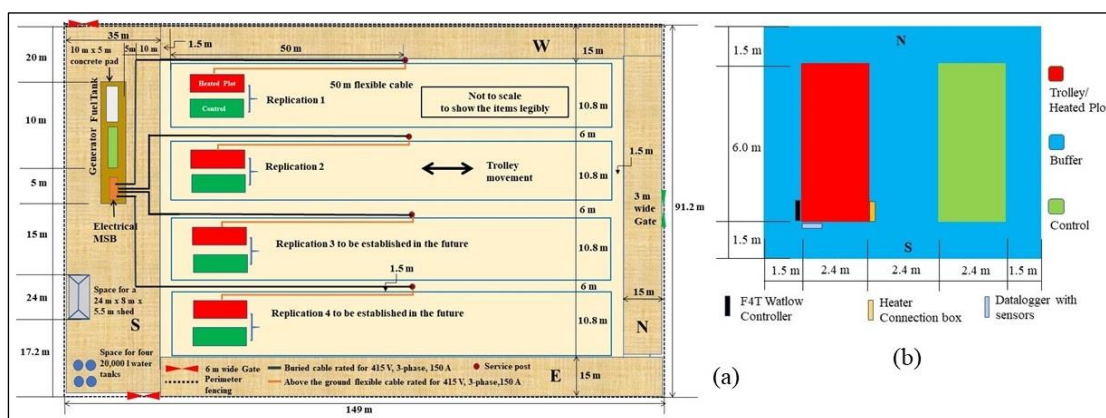 35 m
1.5 m
W
20 m
10 m x 5 m
concrete pad
5m
10 m
50 m
15 m
50 m flexible cable
Heated Plot
Control
Replication 1
Not to scale
to show the items legibly
10.8 m
6 m
10 m
Generator
Fuel Tank
Replication 2
Trolley
movement
1.5 m
10.8 m
5 m
Electrical
MSB
6 m
3 m
wide
Gate
91.2 m
15 m
Replication 3 to be established in the future
10.8 m
1.5 m
6 m
24 m
Space for a
24 m x 8 m x
5.5 m shed
S
15 m
N
Replication 4 to be established in the future
10.8 m
17.2 m
Space for four
20,000 l water
tanks
6 m wide Gate
Perimeter
fencing
Buried cable rated for 415 V, 3-phase, 150 A
Service post
Above the ground flexible cable rated for 415 V, 3-phase,150 A
E
15 m
149 m
(a)
1.5 m
N
6.0 m
1.5 m
S
1.5 m
2.4 m
2.4 m
2.4 m
1.5 m
Trolley/
Heated Plo
Buffer
Control
F4T Watlow
Controller
Heater
Connection box
Datalogger with
sensors
(b)